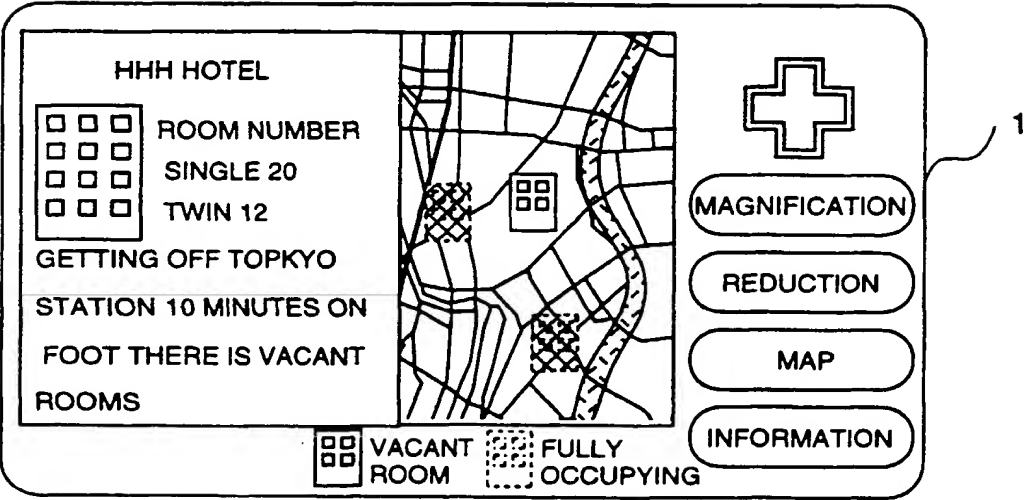 HHH HOTEL
ROOM NUMBER
SINGLE 20
TWIN 12
GETTING OFF TOPKYO
STATION 10 MINUTES ON
FOOT THERE IS VACANT
ROOMS
MAGNIFICATION
REDUCTION
MAP
INFORMATION
VACANT
ROOM
FULLY
OCCUPYING
1